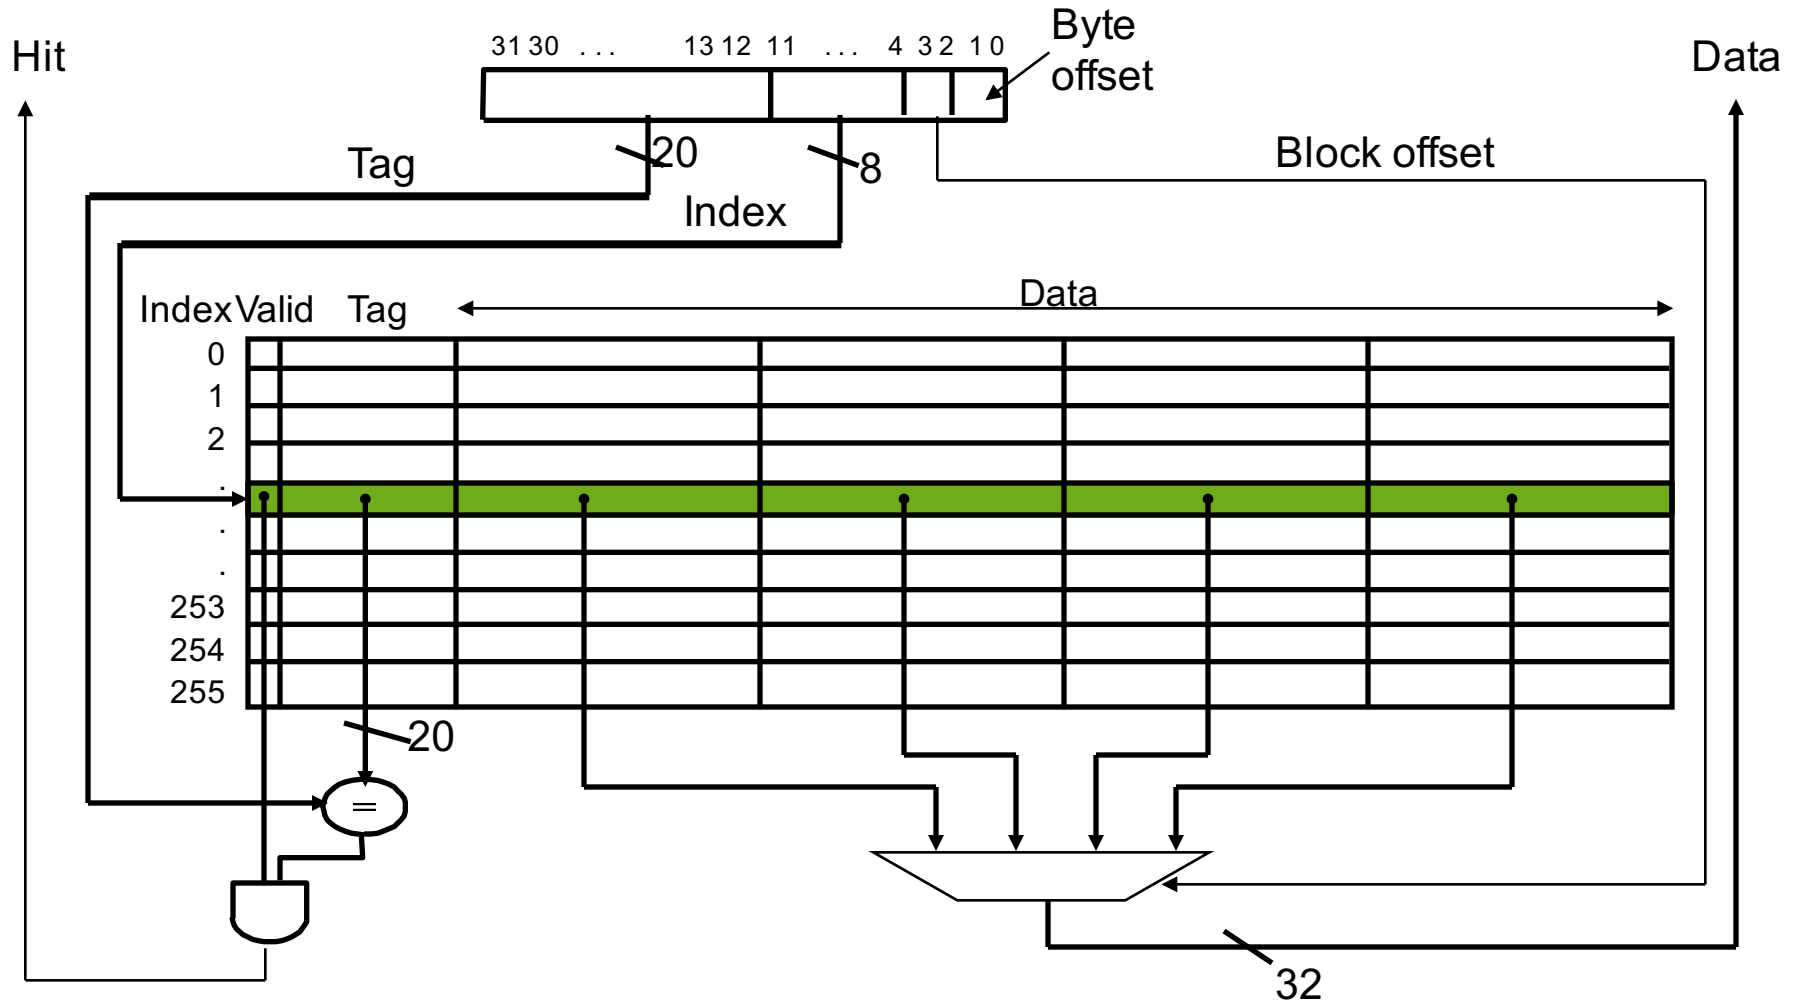 Hit
31 30 ... 13 12 11 ... 4 3 2 1 0
Byte
offset
Data
20
8
Tag
Block offset
Index
Index Valid Tag
Data
0
1
2
.
.
.
253
254
255
20
=
32